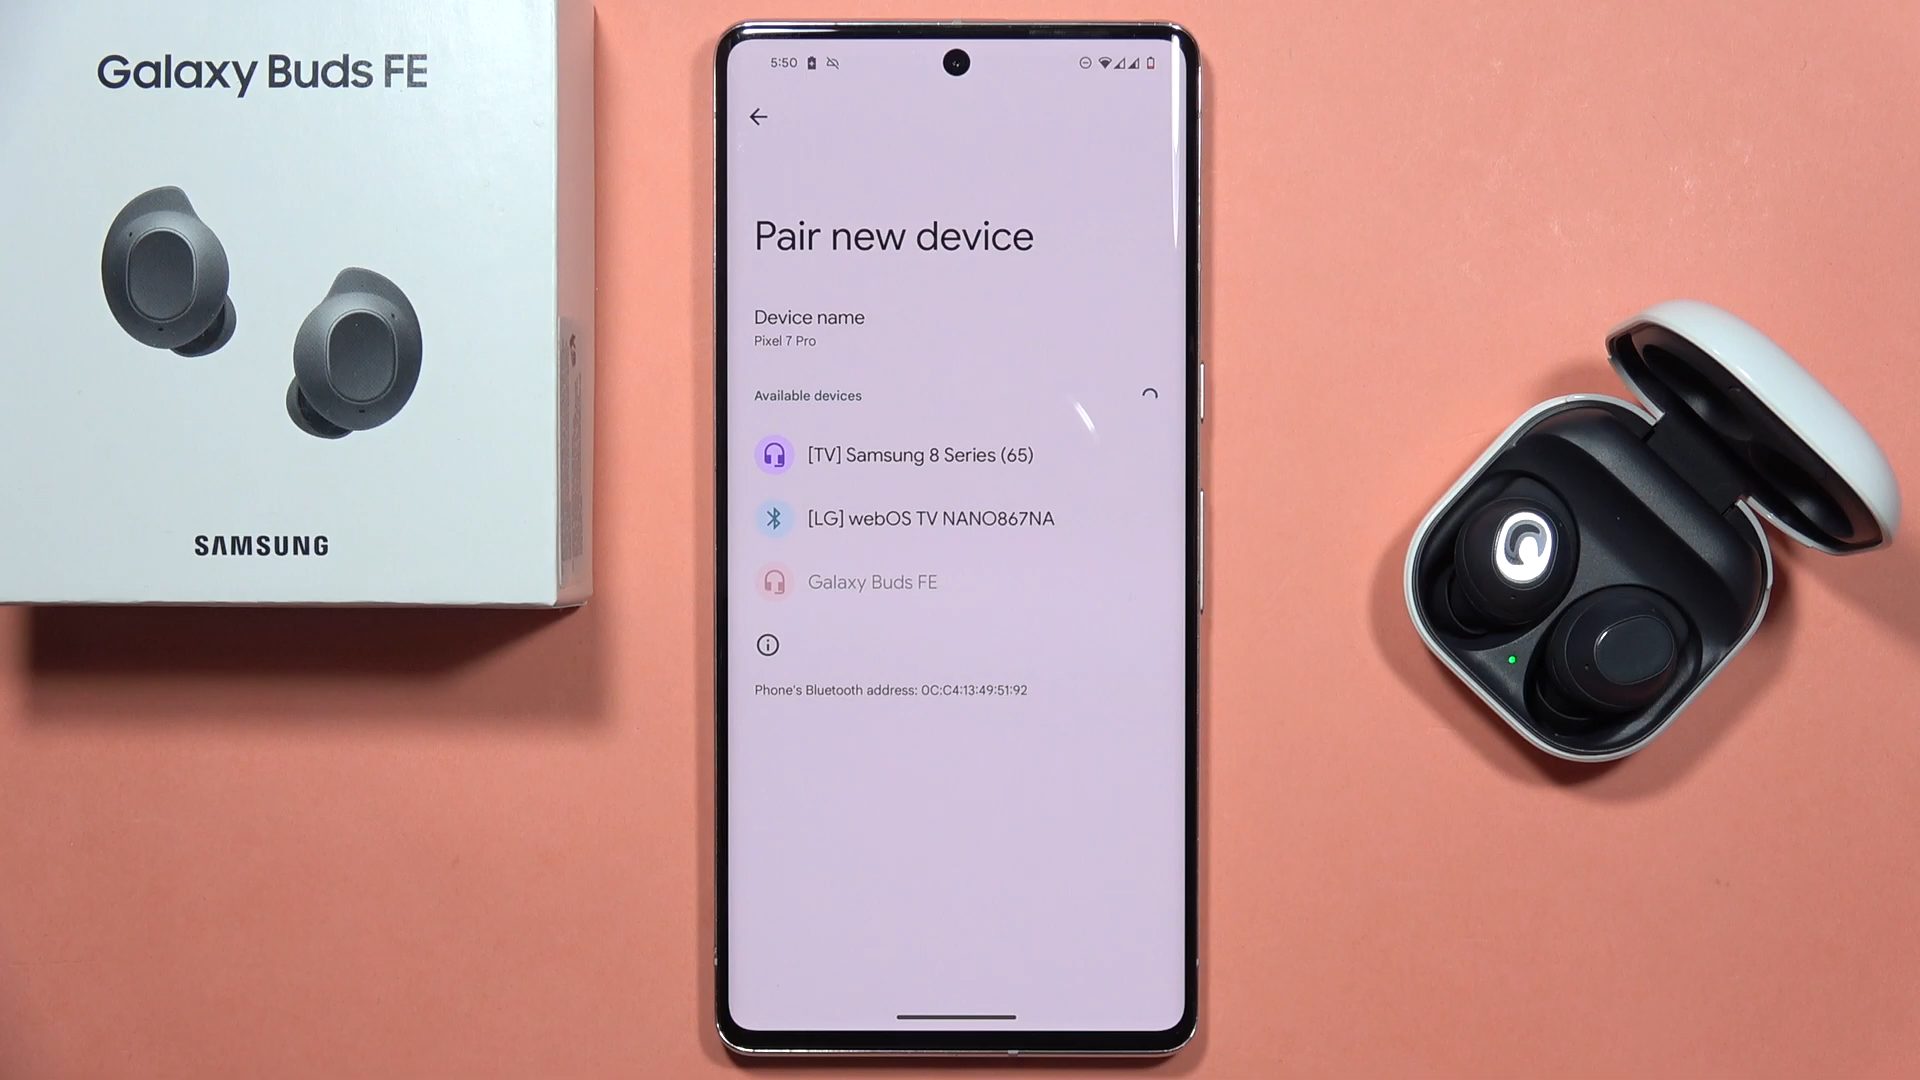 Galaxy Buds FE
SAMSUNG
5:50
Pair new device
Device name
Pixel 7 Pro
Available devices
[TV] Samsung 8 Series (65)
[LG] webOS TV NANO867NA
Galaxy Buds FE
Phone's Bluetooth address: 0C:C4:13:49:51:92